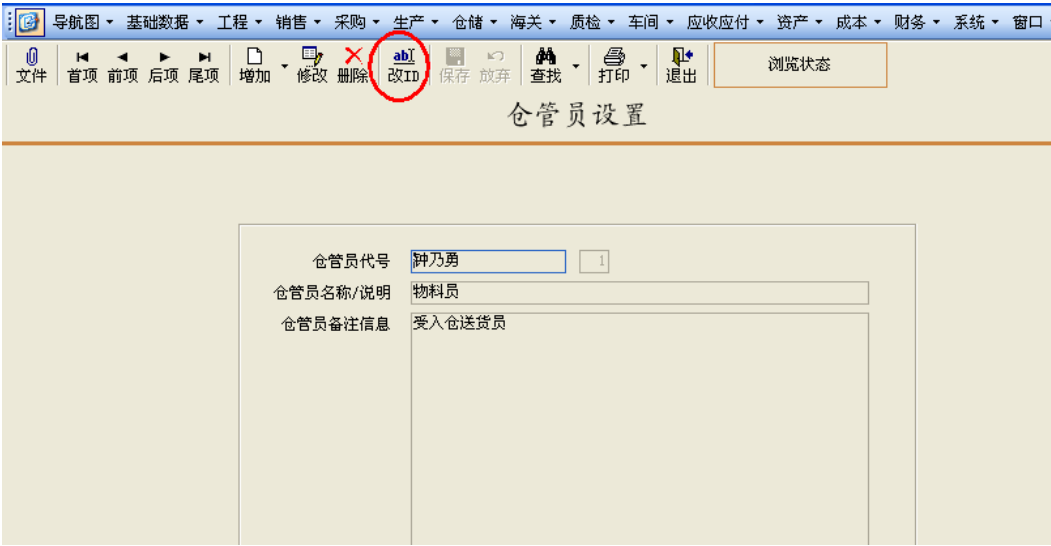 导航图 基础数据 工程 销售 采购 生产 仓储 海关 质检 车间 应收应付 资产 成本 财务 系统 窗口
文件 首项 前项 后项 尾项 增加 修改 删除 改ID 保存 放弃 查找 打印 退出 浏览状态
仓管员设置
仓管员代号 钟乃勇 1
仓管员名称/说明 物料员
仓管员备注信息 受入仓送货员